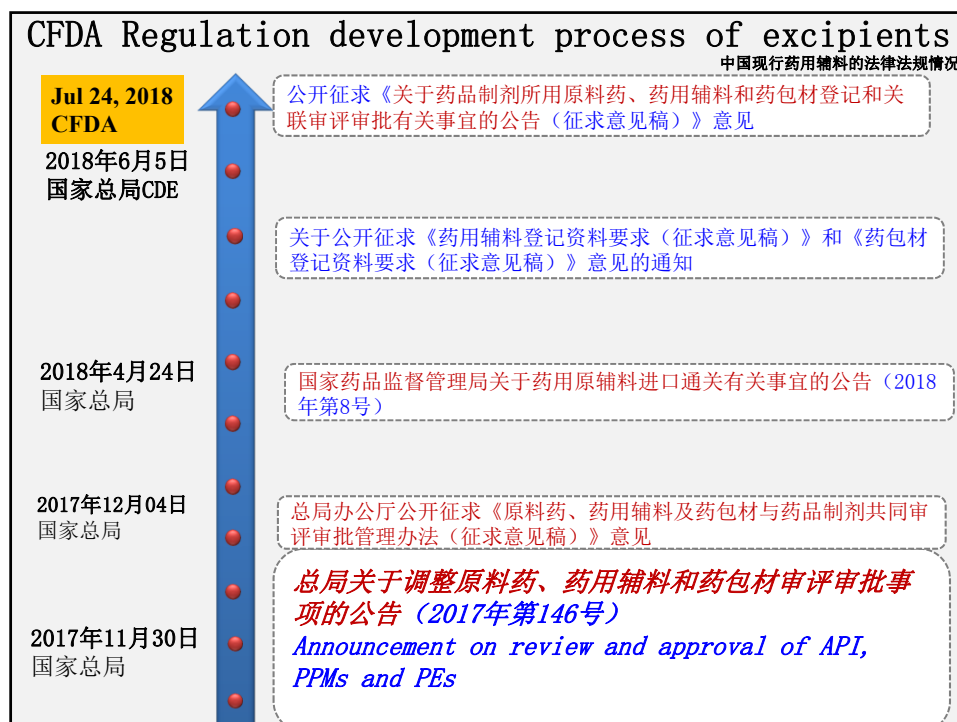 CFDA Regulation development process of excipients
中国现行药用辅料的法律法规情况
Jul 24, 2018
CFDA
公开征求《关于药品制剂所用原料药、药用辅料和药包材登记和关
联审评审批有关事宜的公告（征求意见稿）》意见
2018年6月5日
国家总局CDE
关于公开征求《药用辅料登记资料要求（征求意见稿）》和《药包材
登记资料要求（征求意见稿）》意见的通知
2018年4月24日
国家总局
国家药品监督管理局关于药用原辅料进口通关有关事宜的公告（2018
年第8号）
2017年12月04日
国家总局
总局办公厅公开征求《原料药、药用辅料及药包材与药品制剂共同审
评审批管理办法（征求意见稿）》意见
2017年11月30日
国家总局
总局关于调整原料药、药用辅料和药包材审评审批事
项的公告（2017年第146号）
Announcement on review and approval of API,
PPMs and PEs